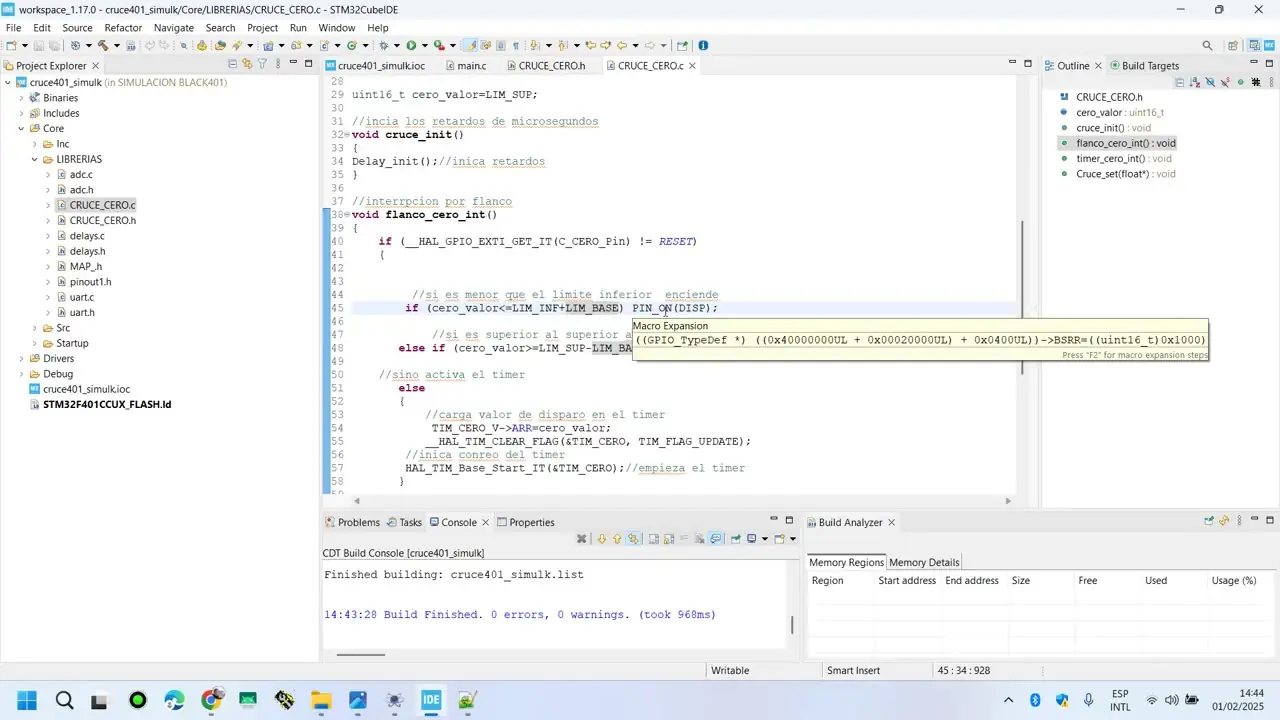 workspace_1.17.0 - cruce401_simulk/Core/LIBRERIAS/CRUCE_CERO.c - STM32CubeIDE
File Edit Source Refactor Navigate Search Project Run Window Help
Project Explorer
cruce401_simulk (in SIMULACION BLACK401)
Binaries
Includes
Core
Inc
LIBRERIAS
adc.c
adc.h
CRUCE_CERO.c
CRUCE_CERO.h
delays.c
delays.h
MAP_.h
pinout1.h
uart.c
uart.h
Src
Startup
Drivers
Debug
cruce401_simulk.ioc
STM32F401CCUX_FLASH.ld
cruce401_simulk.ioc main.c CRUCE_CERO.h CRUCE_CERO.c
28
29 uint16_t cero_valor=LIM_SUP;
30
31 //incia los retardos de microsegundos
32 void cruce_init()
33 {
34 Delay_init();//inica retardos
35 }
36
37 //interrpcion por flanco
38 void flanco_cero_int()
39 {
40 if (__HAL_GPIO_EXTI_GET_IT(C_CERO_Pin) != RESET)
41 {
42
43
44 //si es menor que el limite inferior enciende
45 if (cero_valor<=LIM_INF+LIM_BASE) PIN_ON(DISP);
46
47 //si es superior al superior a
48 else if (cero_valor>=LIM_SUP-LIM_BA
50 //sino activa el timer
51 else
52 {
53 //carga valor de disparo en el timer
54 TIM_CERO_V->ARR=cero_valor;
55 __HAL_TIM_CLEAR_FLAG(&TIM_CERO, TIM_FLAG_UPDATE);
56 //inica conreo del timer
57 HAL_TIM_Base_Start_IT(&TIM_CERO);//empieza el timer
58 }
Macro Expansion
((GPIO_TypeDef *) ((0x40000000UL + 0x00020000UL) + 0x0400UL))->BSRR=((uint16_t)0x1000)
Press "F2" for macro expansion steps
Outline Build Targets
CRUCE_CERO.h
cero_valor : uint16_t
cruce_init() : void
flanco_cero_int() : void
timer_cero_int() : void
Cruce_set(float*) : void
Problems Tasks Console Properties
CDT Build Console [cruce401_simulk]
Finished building: cruce401_simulk.list
14:43:28 Build Finished. 0 errors, 0 warnings. (took 968ms)
Build Analyzer
Memory Regions Memory Details
Region Start address End address Size Free Used Usage (%)
Writable Smart Insert 45 : 34 : 928
IDE
ESP
INTL
14:44
01/02/2025